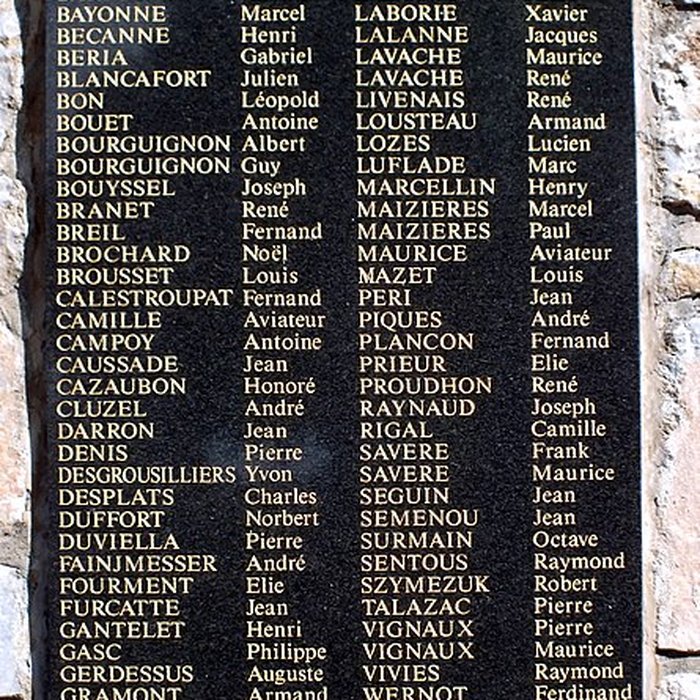 BAYONNE Marcel LABORIE Xavier
BECANNE Henri LALANNE Jacques
BERIA Gabriel LAVACHE Maurice
BLANCAFORT Julien LAVACHE René
BON Léopold LIVENAIS René
BOUET Antoine LOUSTEAU Armand
BOURGUIGNON Albert LOZES Lucien
BOURGUIGNON Guy LUFLADE Marc
BOUYSSEL Joseph MARCELLIN Henry
BRANET René MAIZIERES Marcel
BREIL Fernand MAIZIERES Paul
BROCHARD Noël MAURICE Aviateur
BROUSSET Louis MAZET Louis
CALESTROUPAT Fernand PERI Jean
CAMILLE Aviateur PIQUES André
CAMPOY Antoine PLANCON Fernand
CAUSSADE Jean PRIEUR Elie
CAZAUBON Honoré PROUDHON René
CLUZEL André RAYNAUD Joseph
DARRON Jean RIGAL Camille
DENIS Pierre SAVERE Frank
DESGROUSILLIERS Yvon SAVERE Maurice
DESPLATS Charles SEGUIN Jean
DUFFORT Norbert SEMENOU Jean
DUVIELLA Pierre SURMAIN Octave
FAINJMESSER André SENTOUS Raymond
FOURMENT Elie SZYMEZUK Robert
FURCATTE Jean TALAZAC Pierre
GANTELET Henri VIGNAUX Pierre
GASC Philippe VIGNAUX Maurice
GERDESSUS Auguste VIVIES Raymond
GRAMONT Armand WERNOT Ferdinand